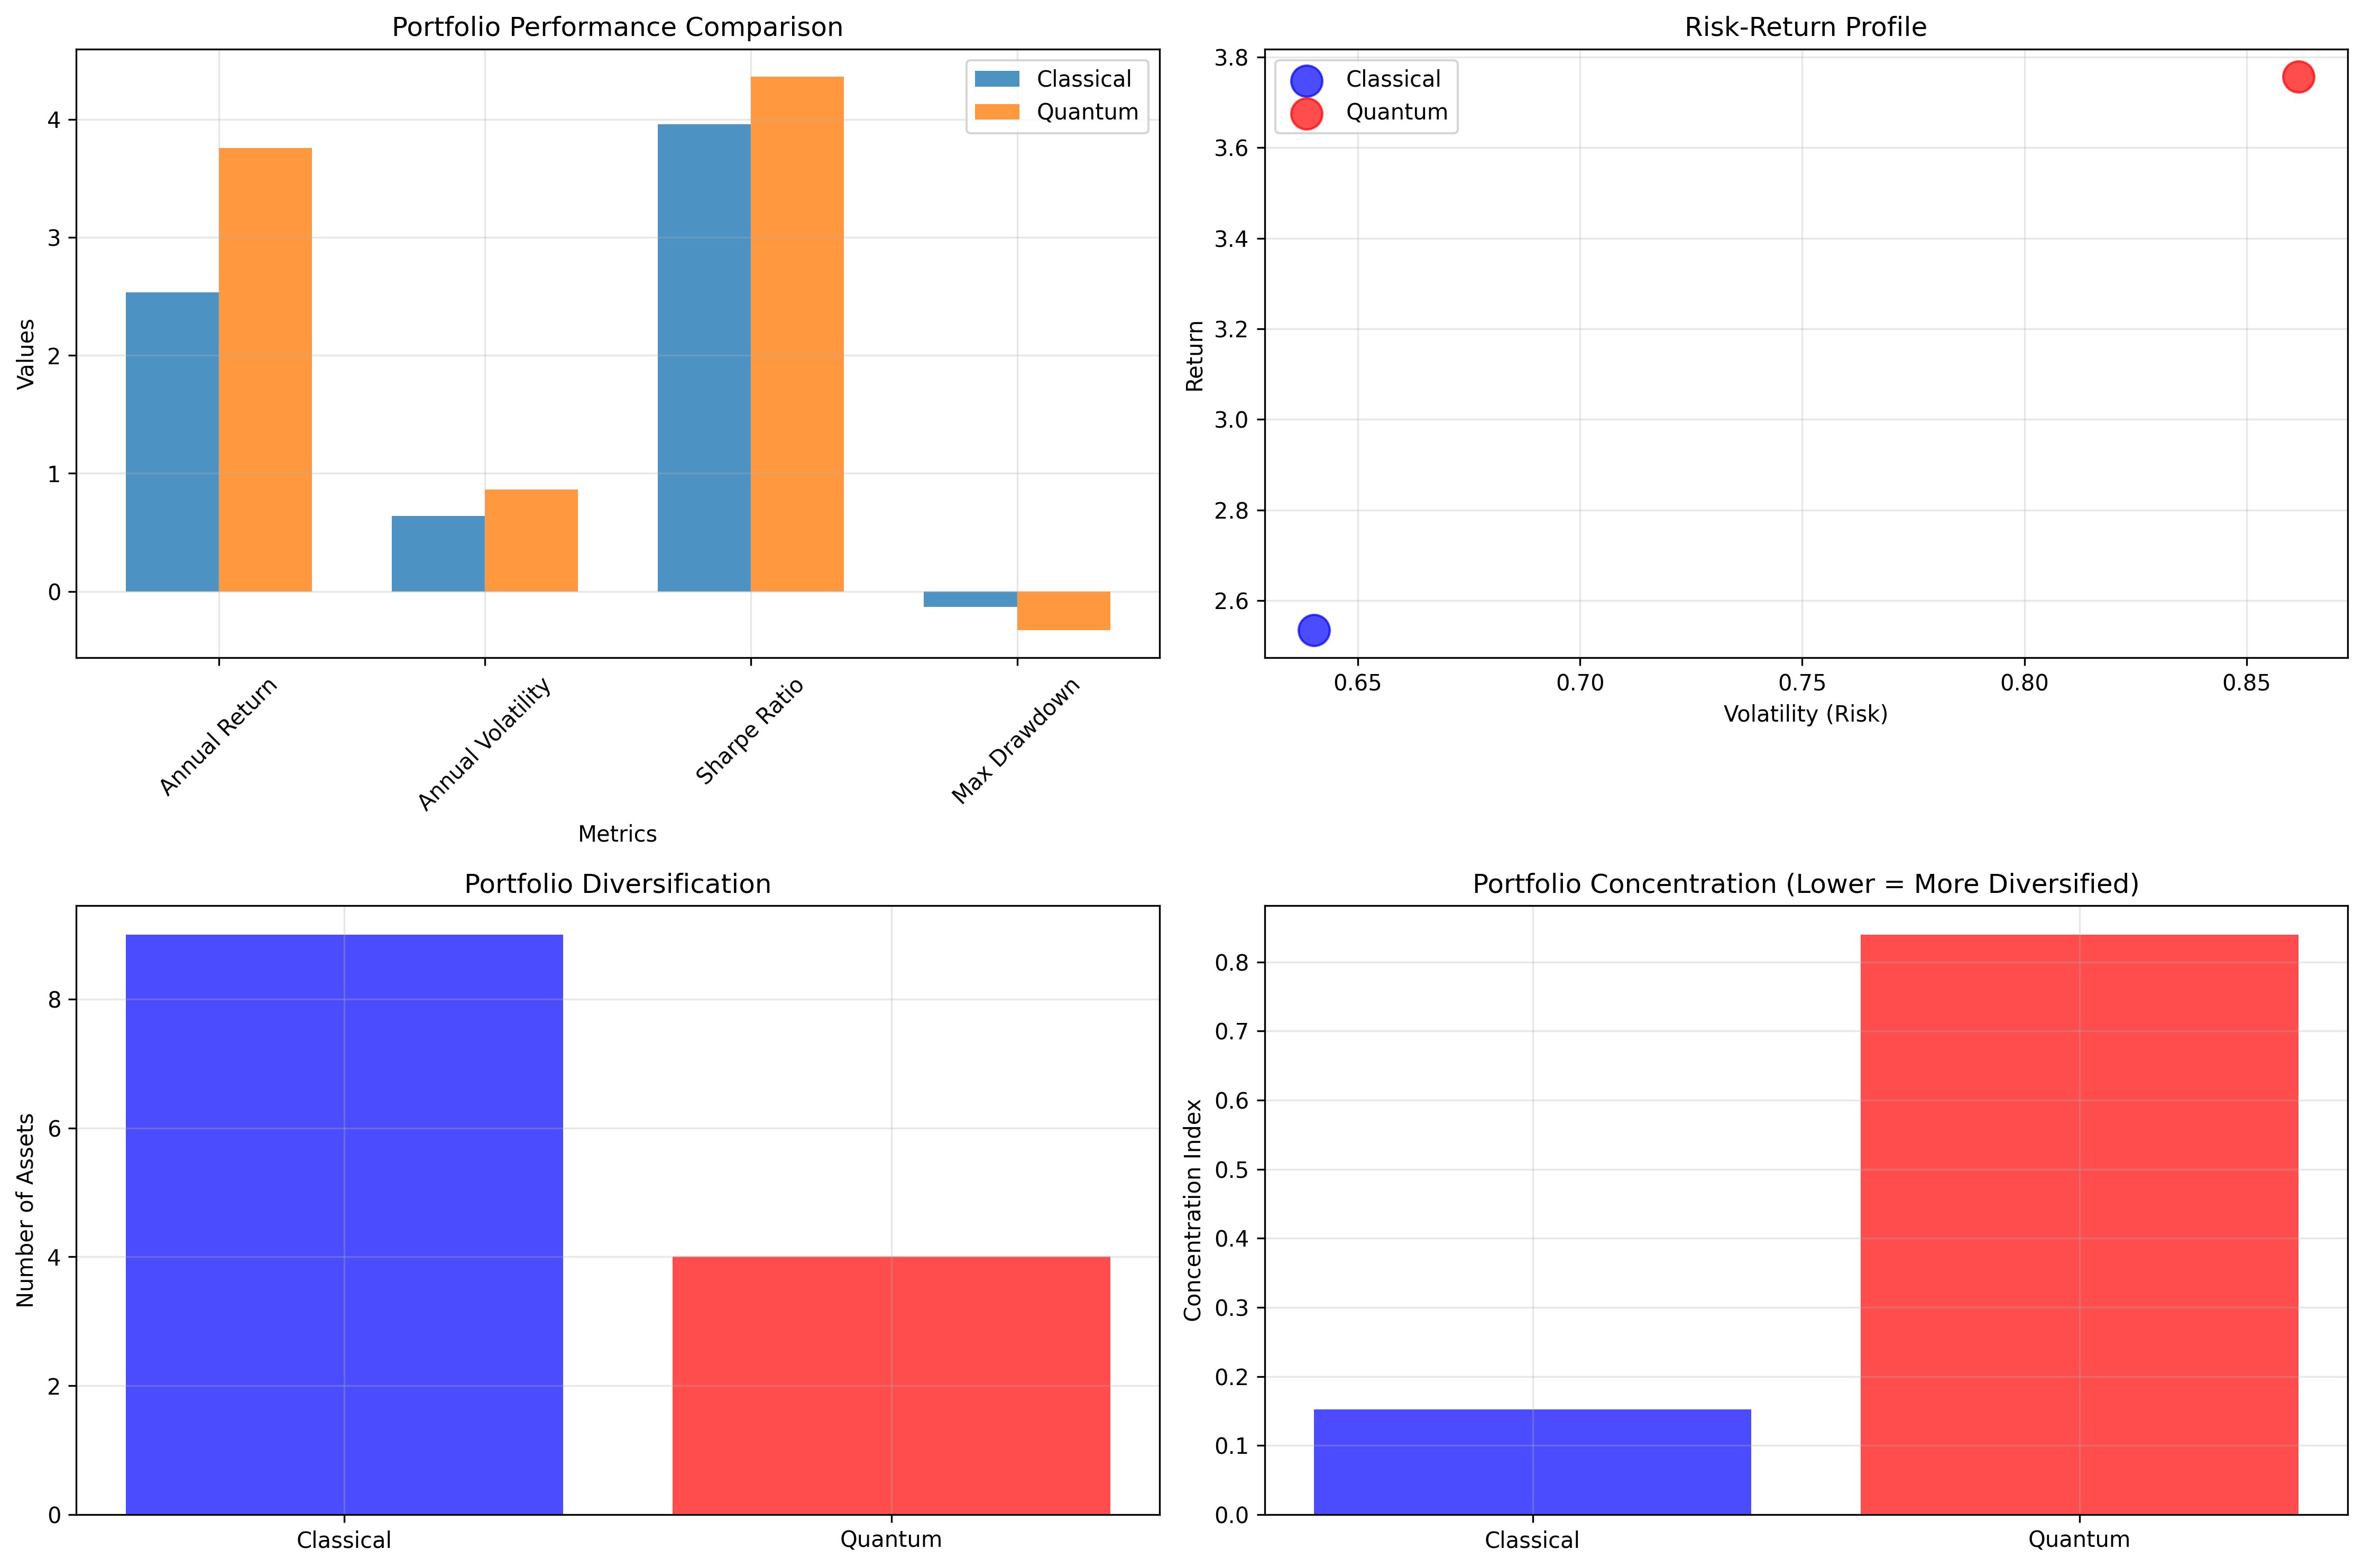 Portfolio Performance Comparison
Values
4
3
2
1
0
Classical
Quantum
Annual Return
Annual Volatility
Sharpe Ratio
Max Drawdown
Metrics
Risk-Return Profile
Return
3.8
3.6
3.4
3.2
3.0
2.8
2.6
Classical
Quantum
0.65 0.70 0.75 0.80 0.85
Volatility (Risk)
Portfolio Diversification
Number of Assets
8
6
4
2
0
Classical Quantum
Portfolio Concentration (Lower = More Diversified)
Concentration Index
0.8
0.7
0.6
0.5
0.4
0.3
0.2
0.1
0.0
Classical Quantum